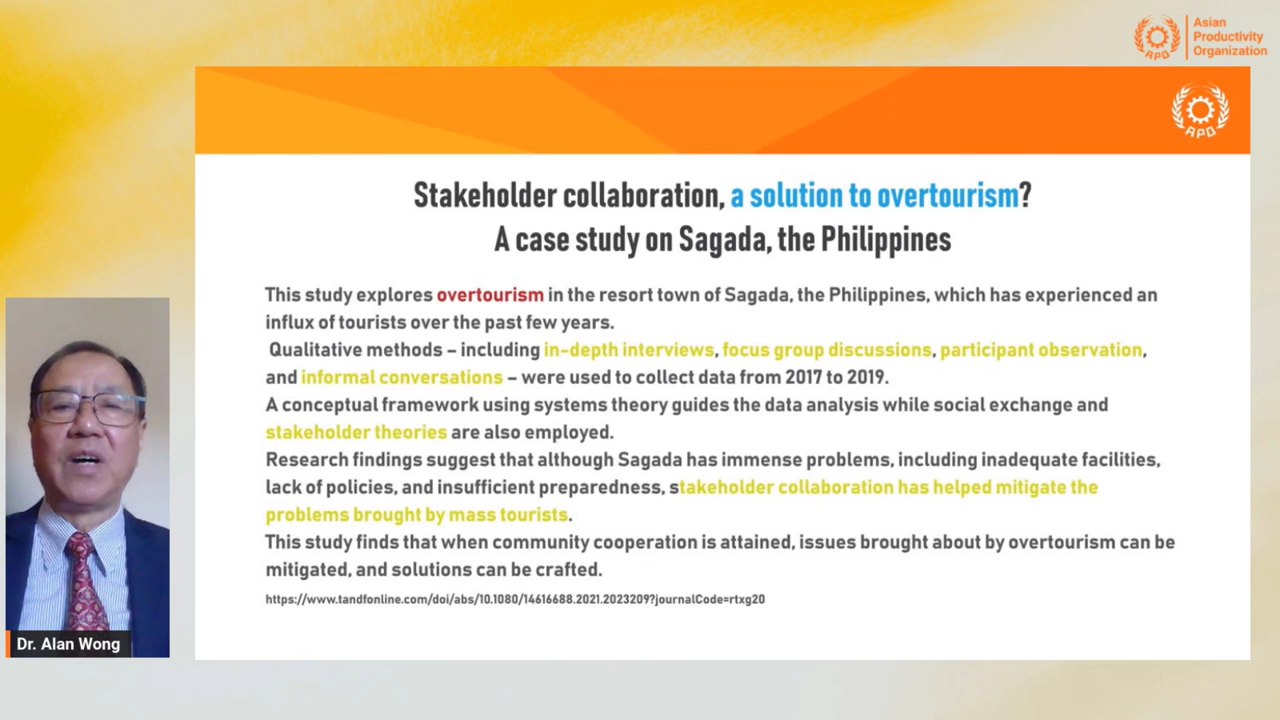 Asian
Productivity
Organization
APO
APO
Stakeholder collaboration, a solution to overtourism?
A case study on Sagada, the Philippines
This study explores overtourism in the resort town of Sagada, the Philippines, which has experienced an
influx of tourists over the past few years.
Qualitative methods – including in-depth interviews, focus group discussions, participant observation,
and informal conversations – were used to collect data from 2017 to 2019.
A conceptual framework using systems theory guides the data analysis while social exchange and
stakeholder theories are also employed.
Research findings suggest that although Sagada has immense problems, including inadequate facilities,
lack of policies, and insufficient preparedness, stakeholder collaboration has helped mitigate the
problems brought by mass tourists.
This study finds that when community cooperation is attained, issues brought about by overtourism can be
mitigated, and solutions can be crafted.
https://www.tandfonline.com/doi/abs/10.1080/14616688.2021.2023209?journalCode=rtxg20
Dr. Alan Wong